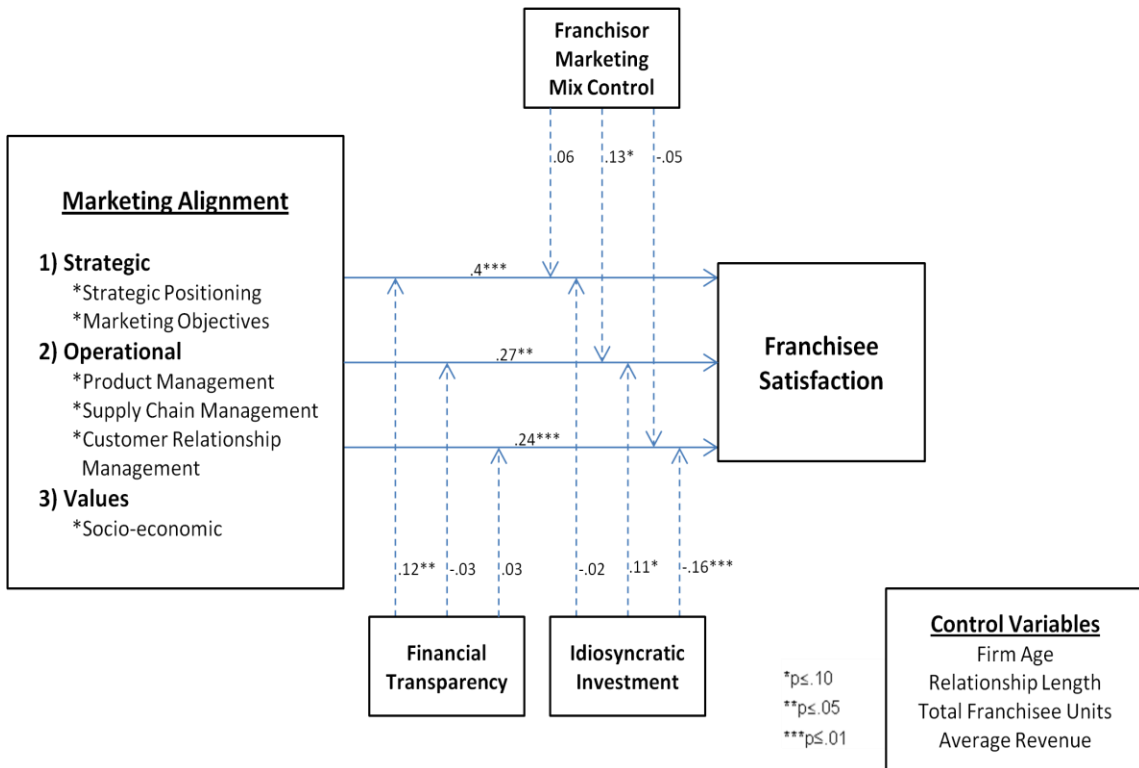 Franchisor
Marketing
Mix Control
.06
.13*
-.05
Marketing Alignment
1) Strategic
*Strategic Positioning
*Marketing Objectives
2) Operational
*Product Management
*Supply Chain Management
*Customer Relationship
Management
3) Values
*Socio-economic
.4***
.27**
.24***
Franchisee
Satisfaction
.12**
-.03
.03
-.02
.11*
-.16***
Financial
Transparency
Idiosyncratic
Investment
*p≤.10
**p≤.05
***p≤.01
Control Variables
Firm Age
Relationship Length
Total Franchisee Units
Average Revenue